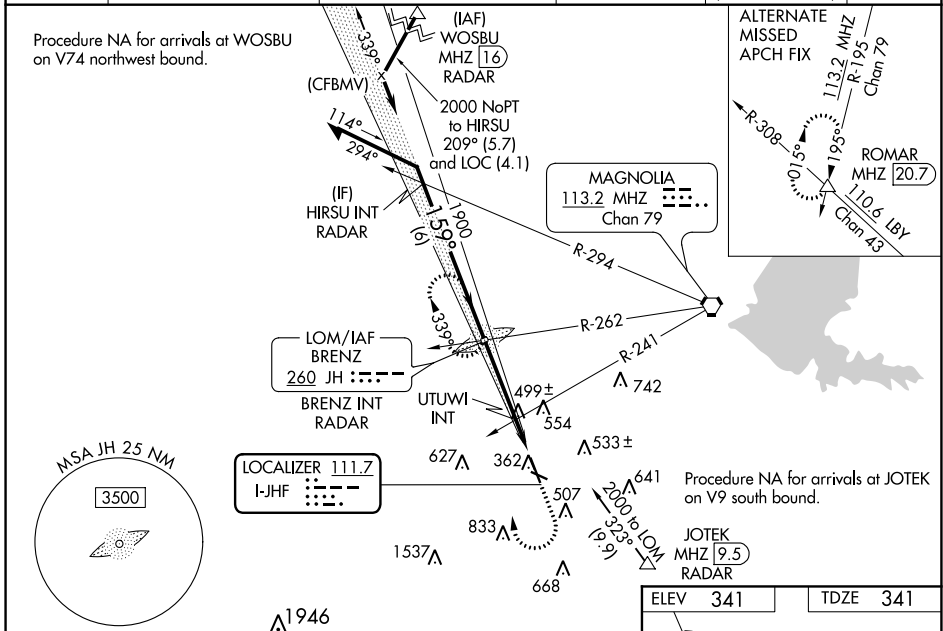 Procedure NA for arrivals at WOSBU
on V74 northwest bound.
(IAF)
WOSBU
MHZ 16
RADAR
339°
(CFBMV)
2000 NoPT
to HIRSU
209° (5.7)
and LOC (4.1)
114°
294°
(IF)
HIRSU INT
RADAR
159°
(6)
1900
MAGNOLIA
113.2 MHZ
Chan 79
R-294
R-262
R-241
339°
LOM/IAF
BRENZ
260 JH
BRENZ INT
RADAR
UTUWI
INT
499±
554
742
533±
627
362
LOCALIZER 111.7
I-JHF
507
641
833
1537
668
1946
2000 to LOM
323°
(9.9)
Procedure NA for arrivals at JOTEK
on V9 south bound.
JOTEK
MHZ 9.5
RADAR
MSA JH 25 NM
3500
ALTERNATE
MISSED
APCH FIX
113.2 MHZ
R-195
Chan 79
R-308
015°
195°
ROMAR
MHZ 20.7
110.6 LBY
Chan 43
ELEV 341
TDZE 341